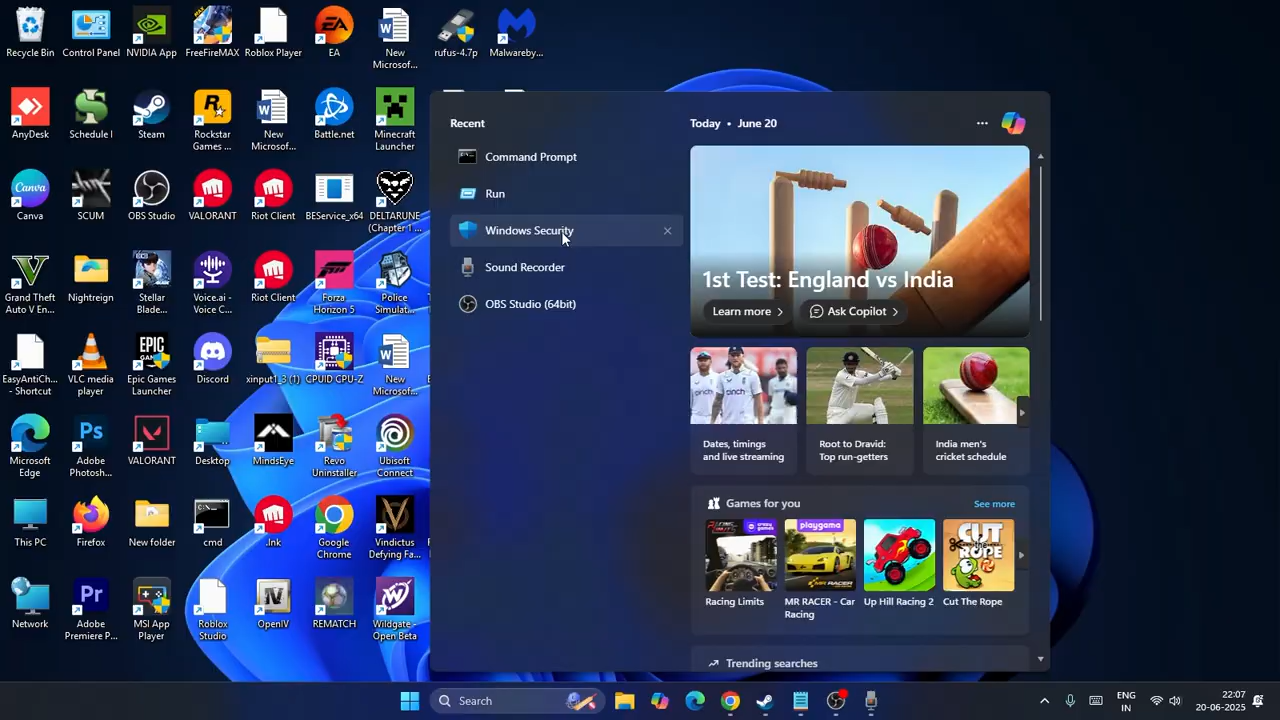 Recycle Bin
Control Panel
NVIDIA App
FreeFireMAX
Roblox Player
EA
New
Microsof...
rufus-4.7p
Malwareby...
AnyDesk
Schedule I
Steam
Rockstar
Games ...
New
Microsof...
Battle.net
Minecraft
Launcher
Canva
SCUM
OBS Studio
VALORANT
Riot Client
BEService_x64
DELTARUNE
(Chapter 1 ...
Grand Theft
Auto V En...
Nightreign
Stellar
Blade...
Voice.ai -
Voice C...
Riot Client
Forza
Horizon 5
Police
Simulat...
EasyAntiCh...
- Shortcut
VLC media
player
EPIC
GAMES
Epic Games
Launcher
Discord
xinput1_3 (1)
CPUID CPU-Z
New
Microsof...
Microsoft
Edge
Ps
Adobe
Photosh...
VALORANT
Desktop
MindsEye
Revo
Uninstaller
Ubisoft
Connect
This PC
Firefox
New folder
cmd
.lnk
Google
Chrome
Vindictus
Defying Fa...
Network
Pr
Adobe
Premiere P...
MSI App
Player
Roblox
Studio
IV
OpenIV
REMATCH
Wildgate -
Open Beta
Recent
Command Prompt
Run
Windows Security
Sound Recorder
OBS Studio (64bit)
Today • June 20
1st Test: England vs India
Learn more
Ask Copilot
Dates, timings
and live streaming
Root to Dravid:
Top run-getters
India men's
cricket schedule
Games for you
See more
Racing Limits
playgama
MR RACER - Car
Racing
Up Hill Racing 2
CUT
ROPE
Cut The Rope
Trending searches
Search
ENG
IN
22:07
20-06-2025